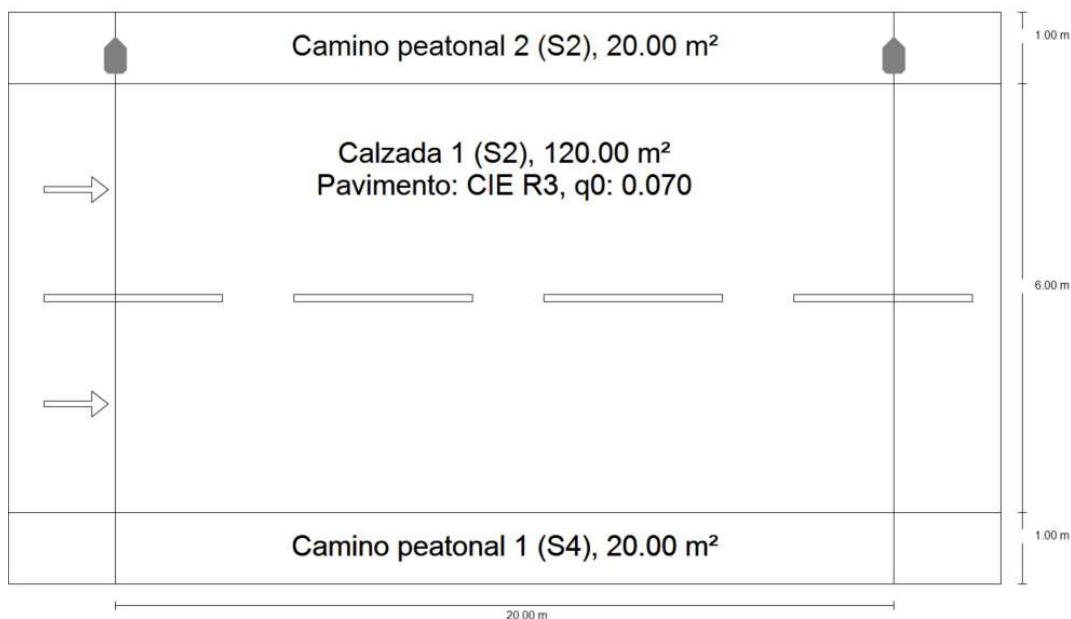 Camino peatonal 2 (S2), 20.00 m²
1.00 m
Calzada 1 (S2), 120.00 m²
Pavimento: CIE R3, q0: 0.070
6.00 m
Camino peatonal 1 (S4), 20.00 m²
1.00 m
20.00 m